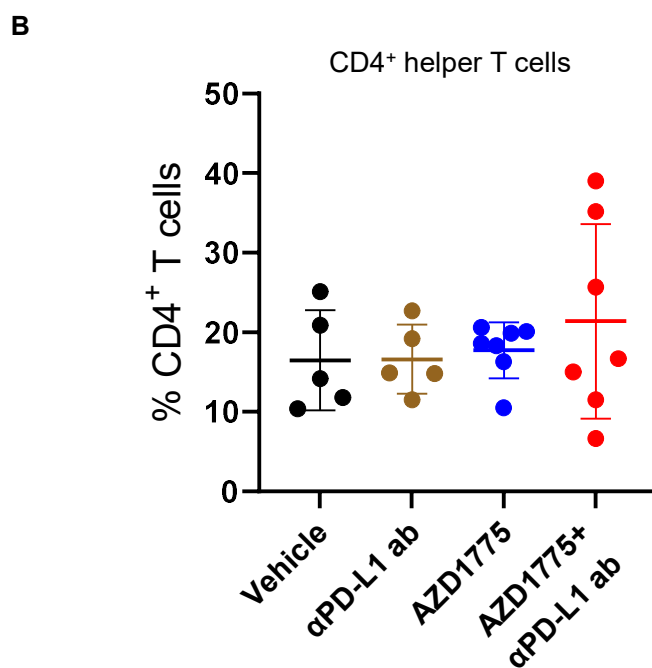 B
CD4⁺ helper T cells
% CD4⁺ T cells
50
40
30
20
10
0
Vehicle
αPD-L1 ab
AZD1775
AZD1775+
αPD-L1 ab